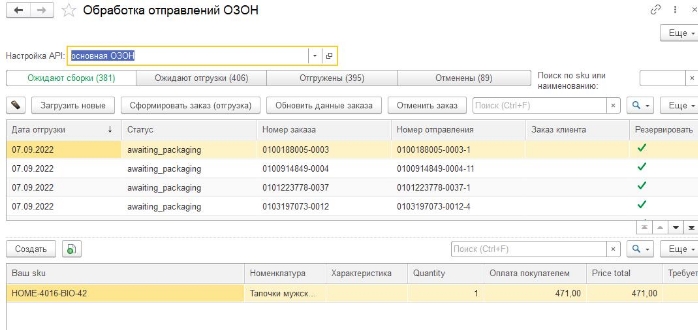 Обработка отправлений ОЗОН
Еще
Настройка API: основная ОЗОН
Ожидают сборки (381) Ожидают отгрузки (406) Отгружены (395) Отменены (89) Поиск по sku или наименованию:
Загрузить новые Сформировать заказ (отгрузка) Обновить данные заказа Отменить заказ Поиск (Ctrl+F) Еще
Дата отгрузки Статус Номер заказа Номер отправления Заказ клиента Резервировать
07.09.2022 awaiting_packaging 0100188005-0003 0100188005-0003-1
07.09.2022 awaiting_packaging 0100914849-0004 0100914849-0004-11
07.09.2022 awaiting_packaging 0101223778-0037 0101223778-0037-1
07.09.2022 awaiting_packaging 0103197073-0012 0103197073-0012-4
Создать Поиск (Ctrl+F) Еще
Ваш sku Номенклатура Характеристика Quantity Оплата покупателем Price total Требует
HOME-4016-BIO-42 Тапочки мужск... 1 471,00 471,00